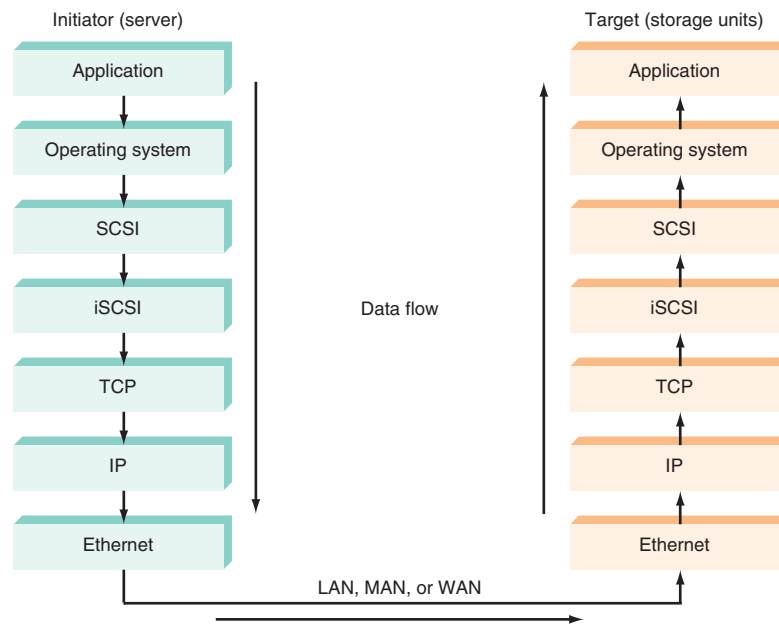 Initiator (server)
Target (storage units)
Application
Application
Operating system
Operating system
SCSI
SCSI
iSCSI
Data flow
iSCSI
TCP
TCP
IP
IP
Ethernet
Ethernet
LAN, MAN, or WAN